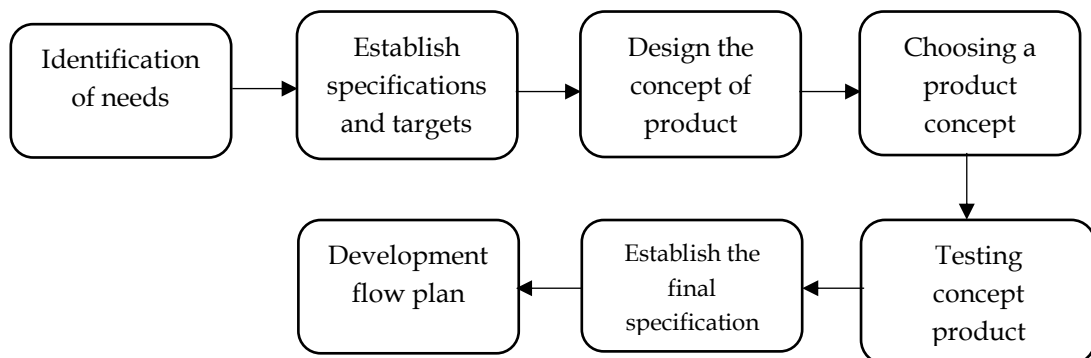 Identification
of needs
Establish
specifications
and targets
Design the
concept of
product
Choosing a
product
concept
Testing
concept
product
Establish the
final
specification
Development
flow plan